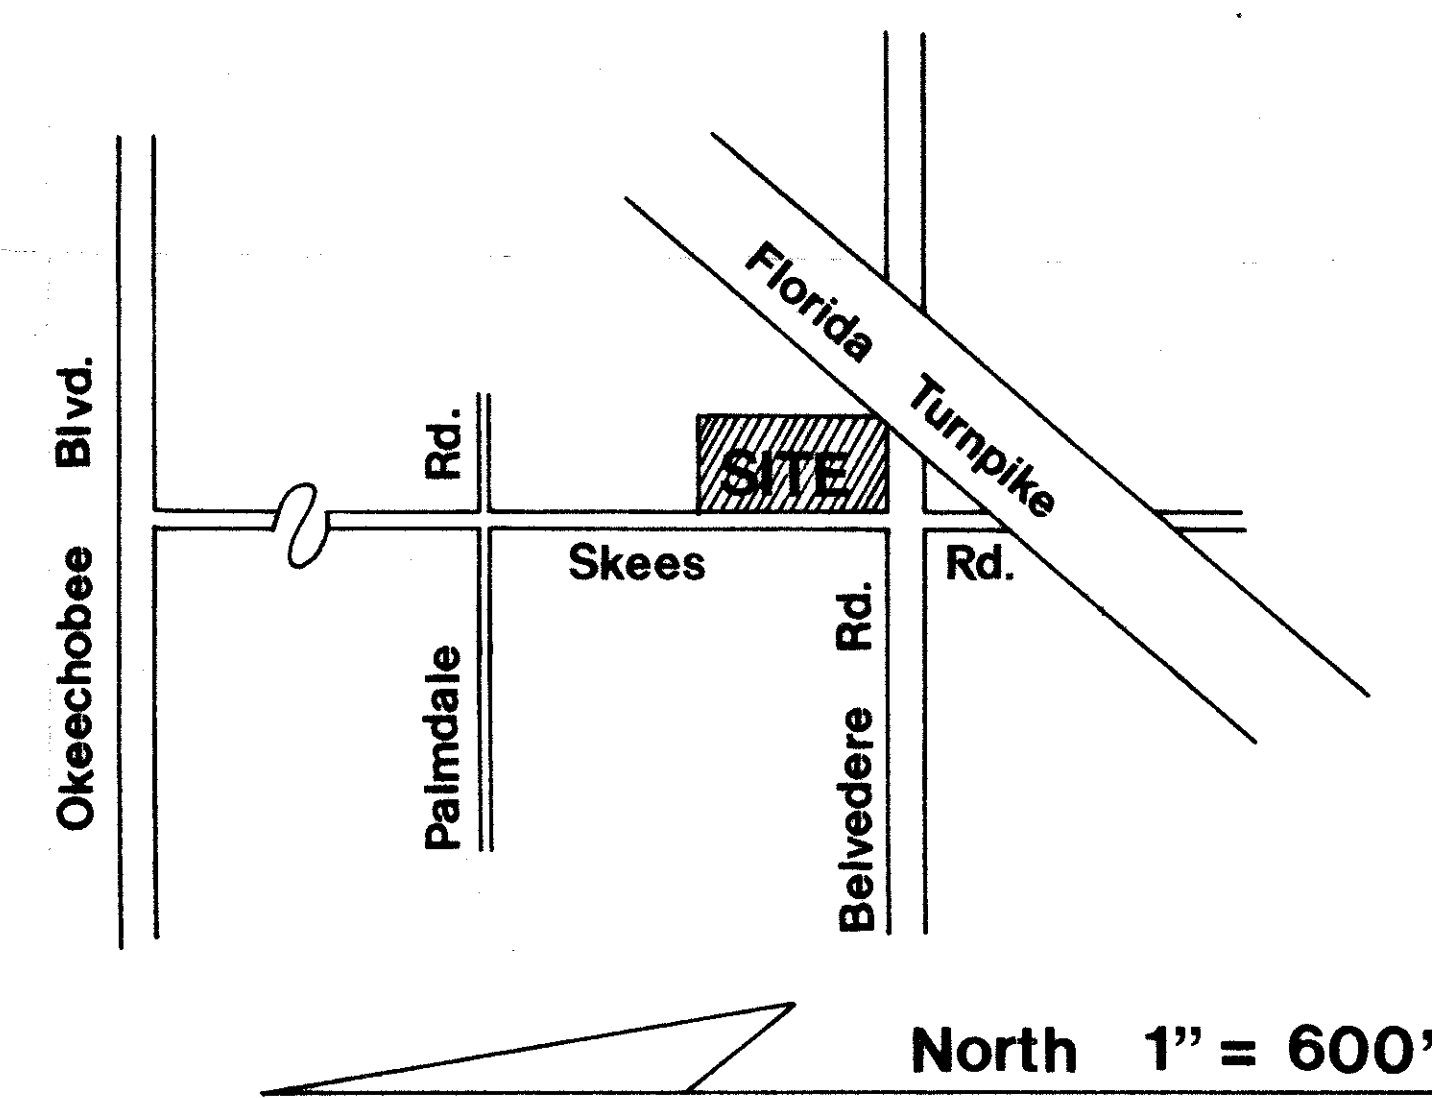 Florida Turnpike
Okeechobee Blvd.
Palmdale Rd.
SITE
Skees Rd.
Belvedere Rd.
North 1" = 600'